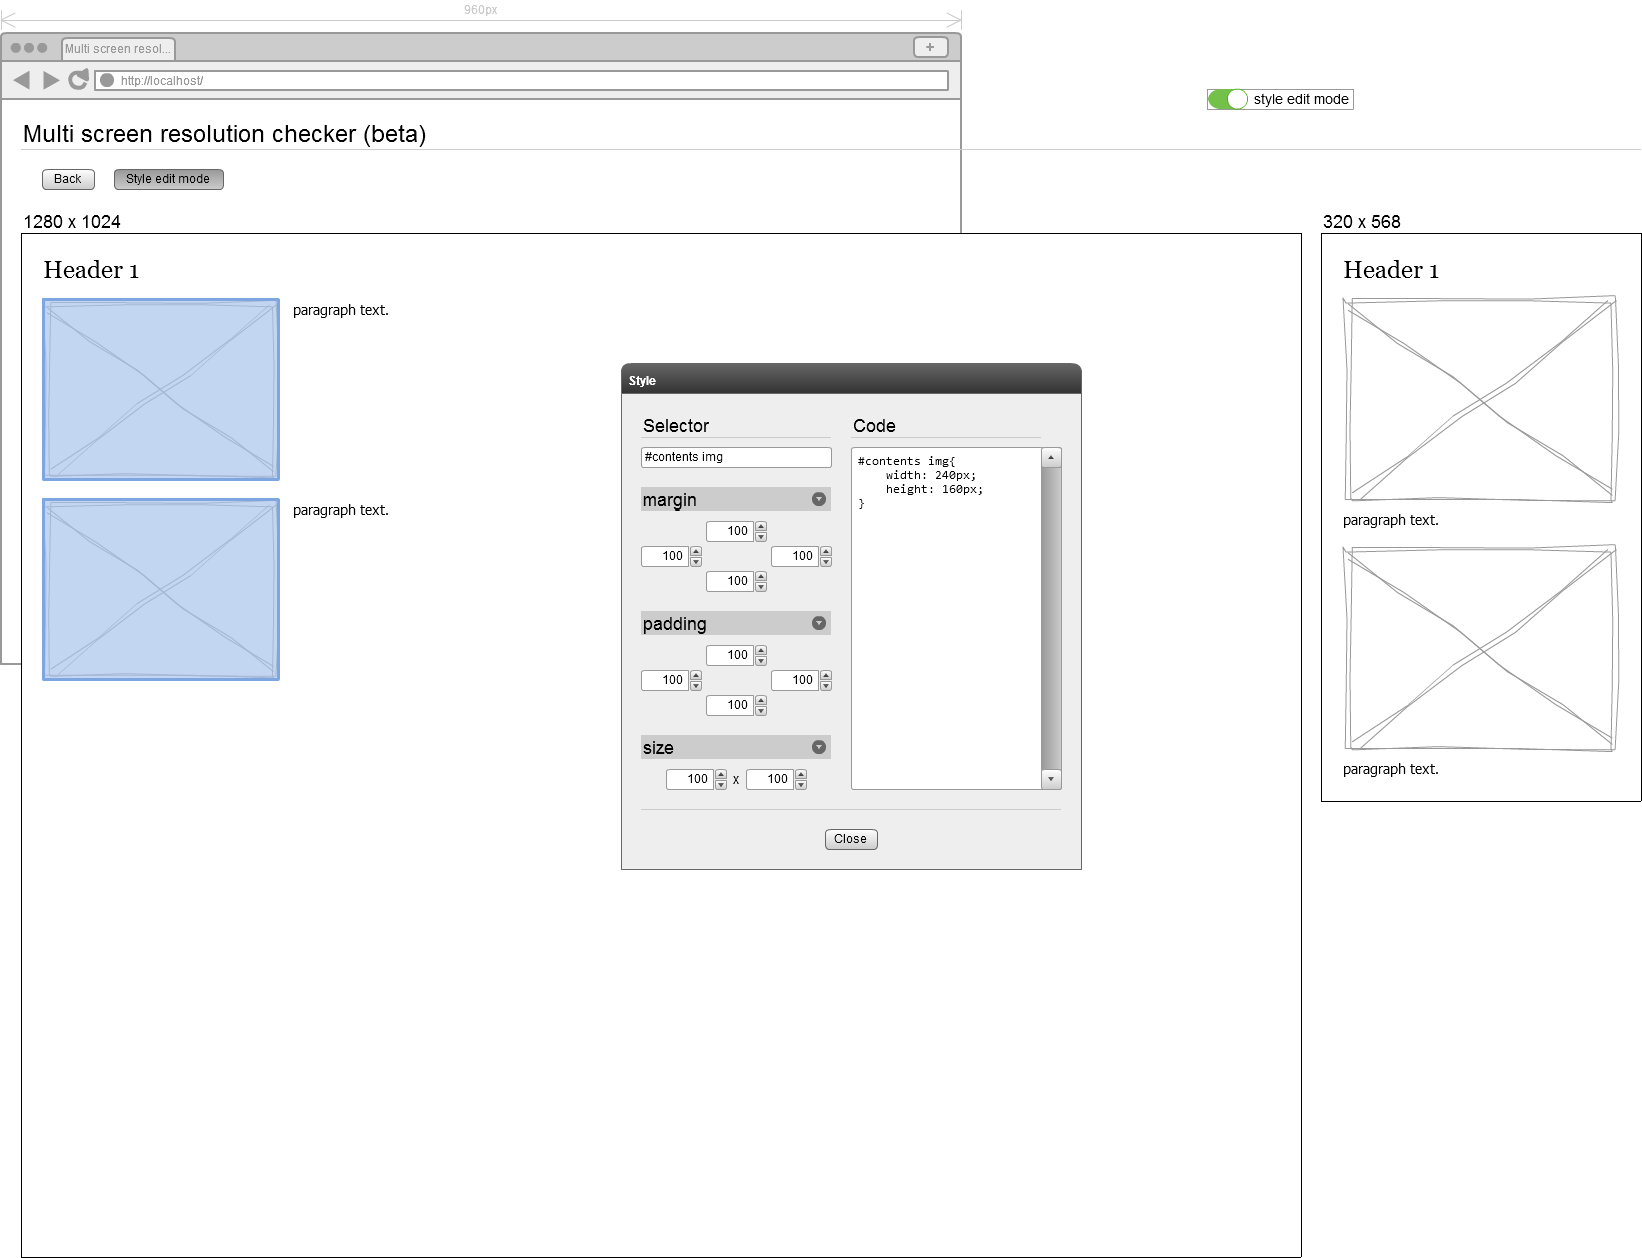 960px
Multi screen resol...
http://localhost/
style edit mode
Multi screen resolution checker (beta)
Back
Style edit mode
1280 x 1024
Header 1
paragraph text.
paragraph text.
Style
Selector
#contents img
margin
100
100
100
100
padding
100
100
100
100
size
100 x 100
Code
#contents img{
    width: 240px;
    height: 160px;
}
Close
320 x 568
Header 1
paragraph text.
paragraph text.